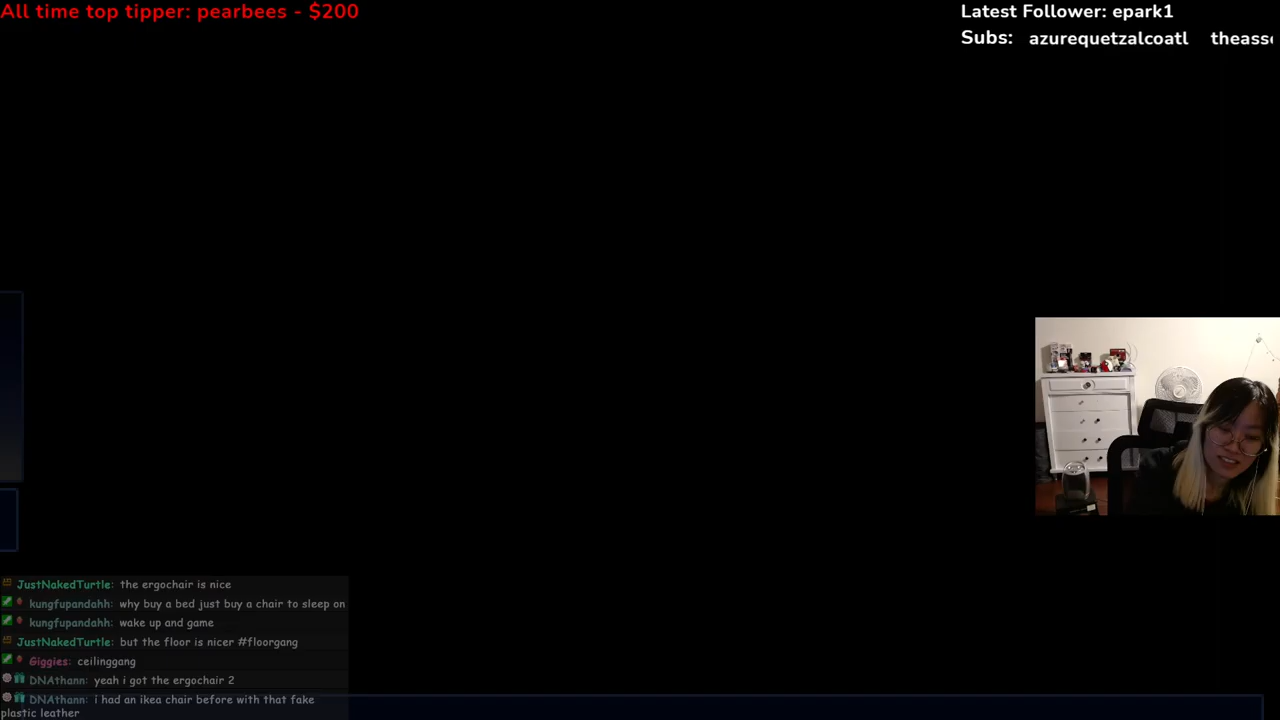 All time top tipper: pearbees - $200
Latest Follower: epark1
Subs: azurequetzalcoatl theass
JustNakedTurtle: the ergochair is nice
kungfupandahh: why buy a bed just buy a chair to sleep on
kungfupandahh: wake up and game
JustNakedTurtle: but the floor is nicer #floorgang
Giggies: ceilinggang
DNAthann: yeah i got the ergochair 2
DNAthann: i had an ikea chair before with that fake
plastic leather